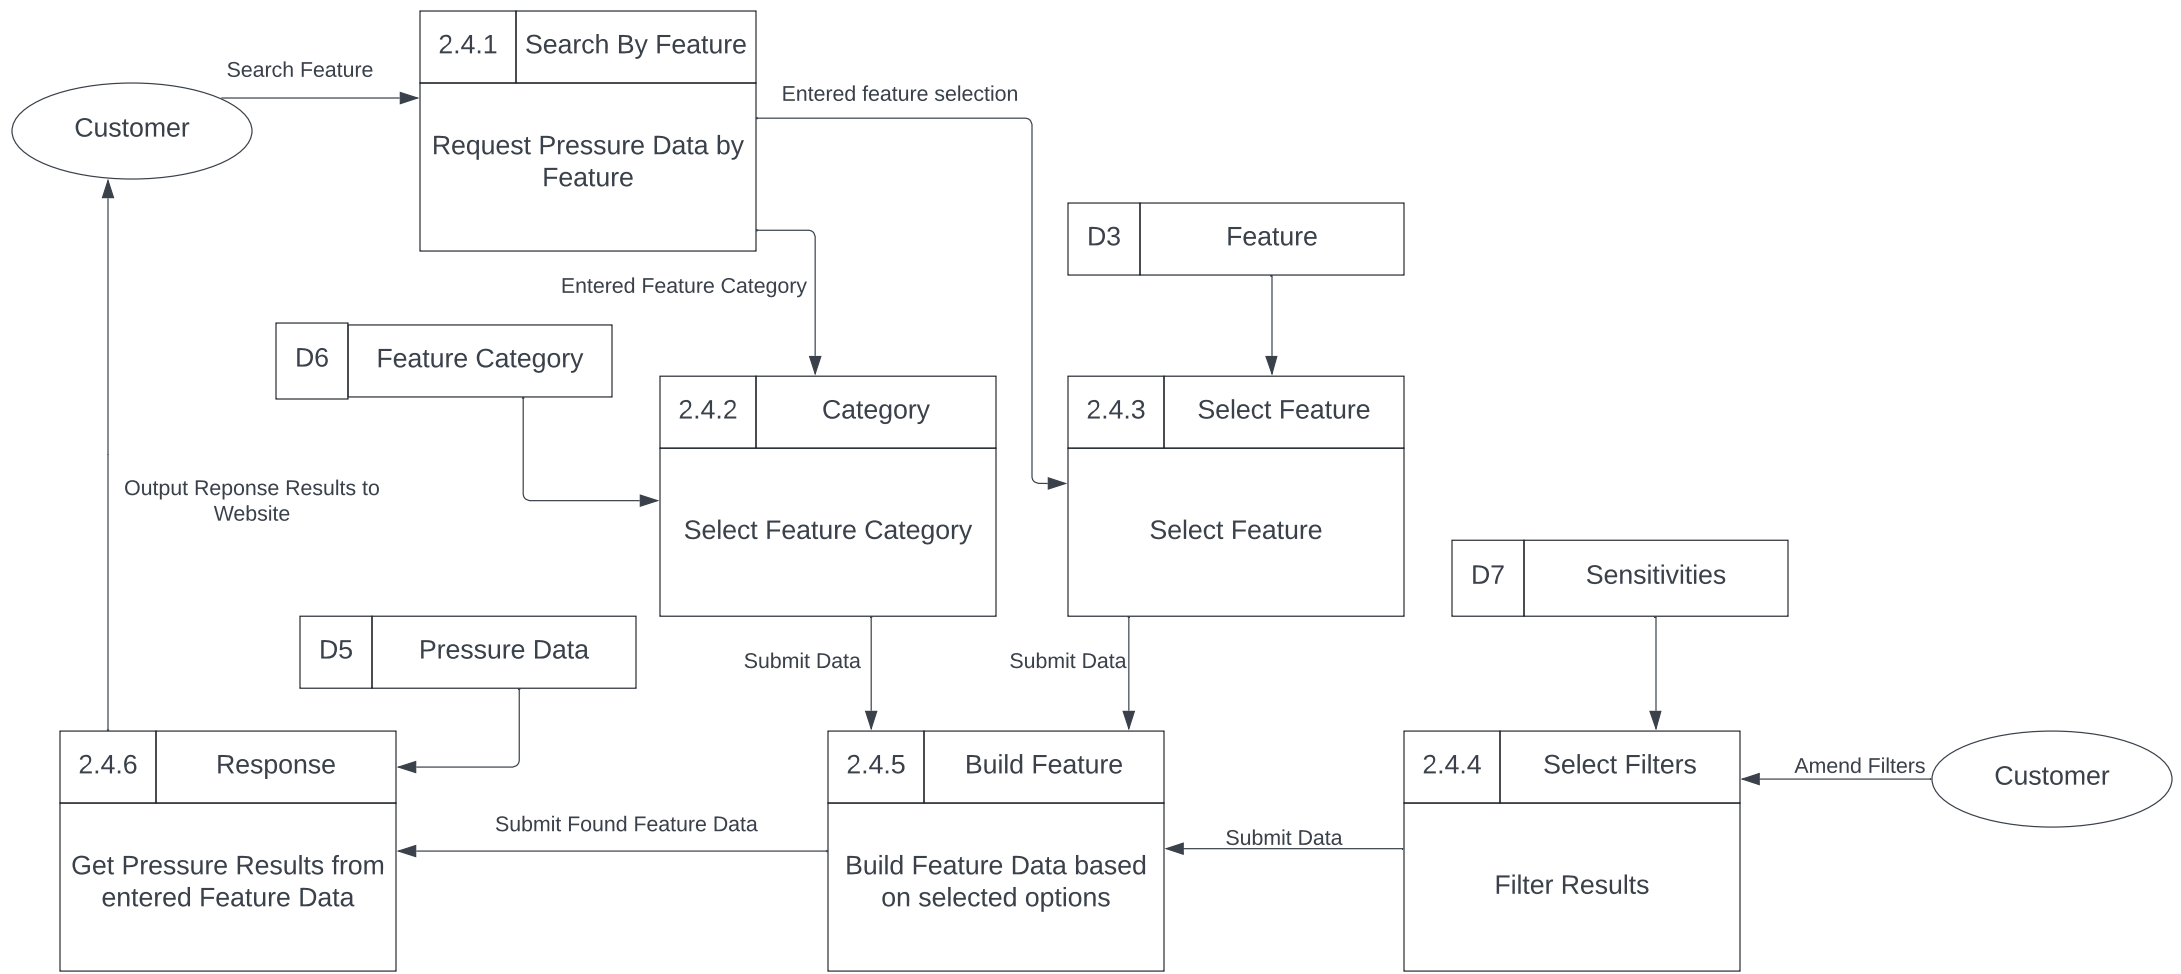 2.4.1
Search By Feature
Search Feature
Entered feature selection
Customer
Request Pressure Data by
Feature
D3
Feature
Entered Feature Category
D6
Feature Category
2.4.2
Category
2.4.3
Select Feature
Output Reponse Results to
Website
Select Feature Category
Select Feature
D7
Sensitivities
D5
Pressure Data
Submit Data
Submit Data
2.4.6
Response
2.4.5
Build Feature
2.4.4
Select Filters
Amend Filters
Customer
Submit Found Feature Data
Submit Data
Get Pressure Results from
entered Feature Data
Build Feature Data based
on selected options
Filter Results